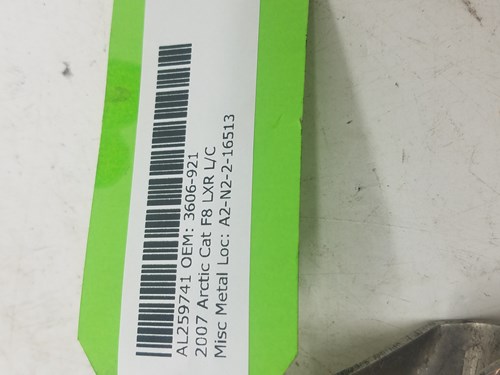 AL259741 OEM: 3606-921
2007 Arctic Cat F8 LXR L/C
Misc Metal Loc: A2-N2-2-16513